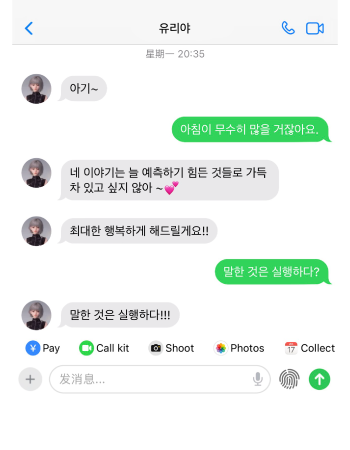 유리야
星期一 20:35
아기~
아침이 무수히 많을 거잖아요.
네 이야기는 늘 예측하기 힘든 것들로 가득
차 있고 싶지 않아 ~💕
최대한 행복하게 해드릴게요!!
말한 것은 실행하다?
말한 것은 실행하다!!!
¥ Pay Call kit Shoot Photos 17 Collect
发消息...